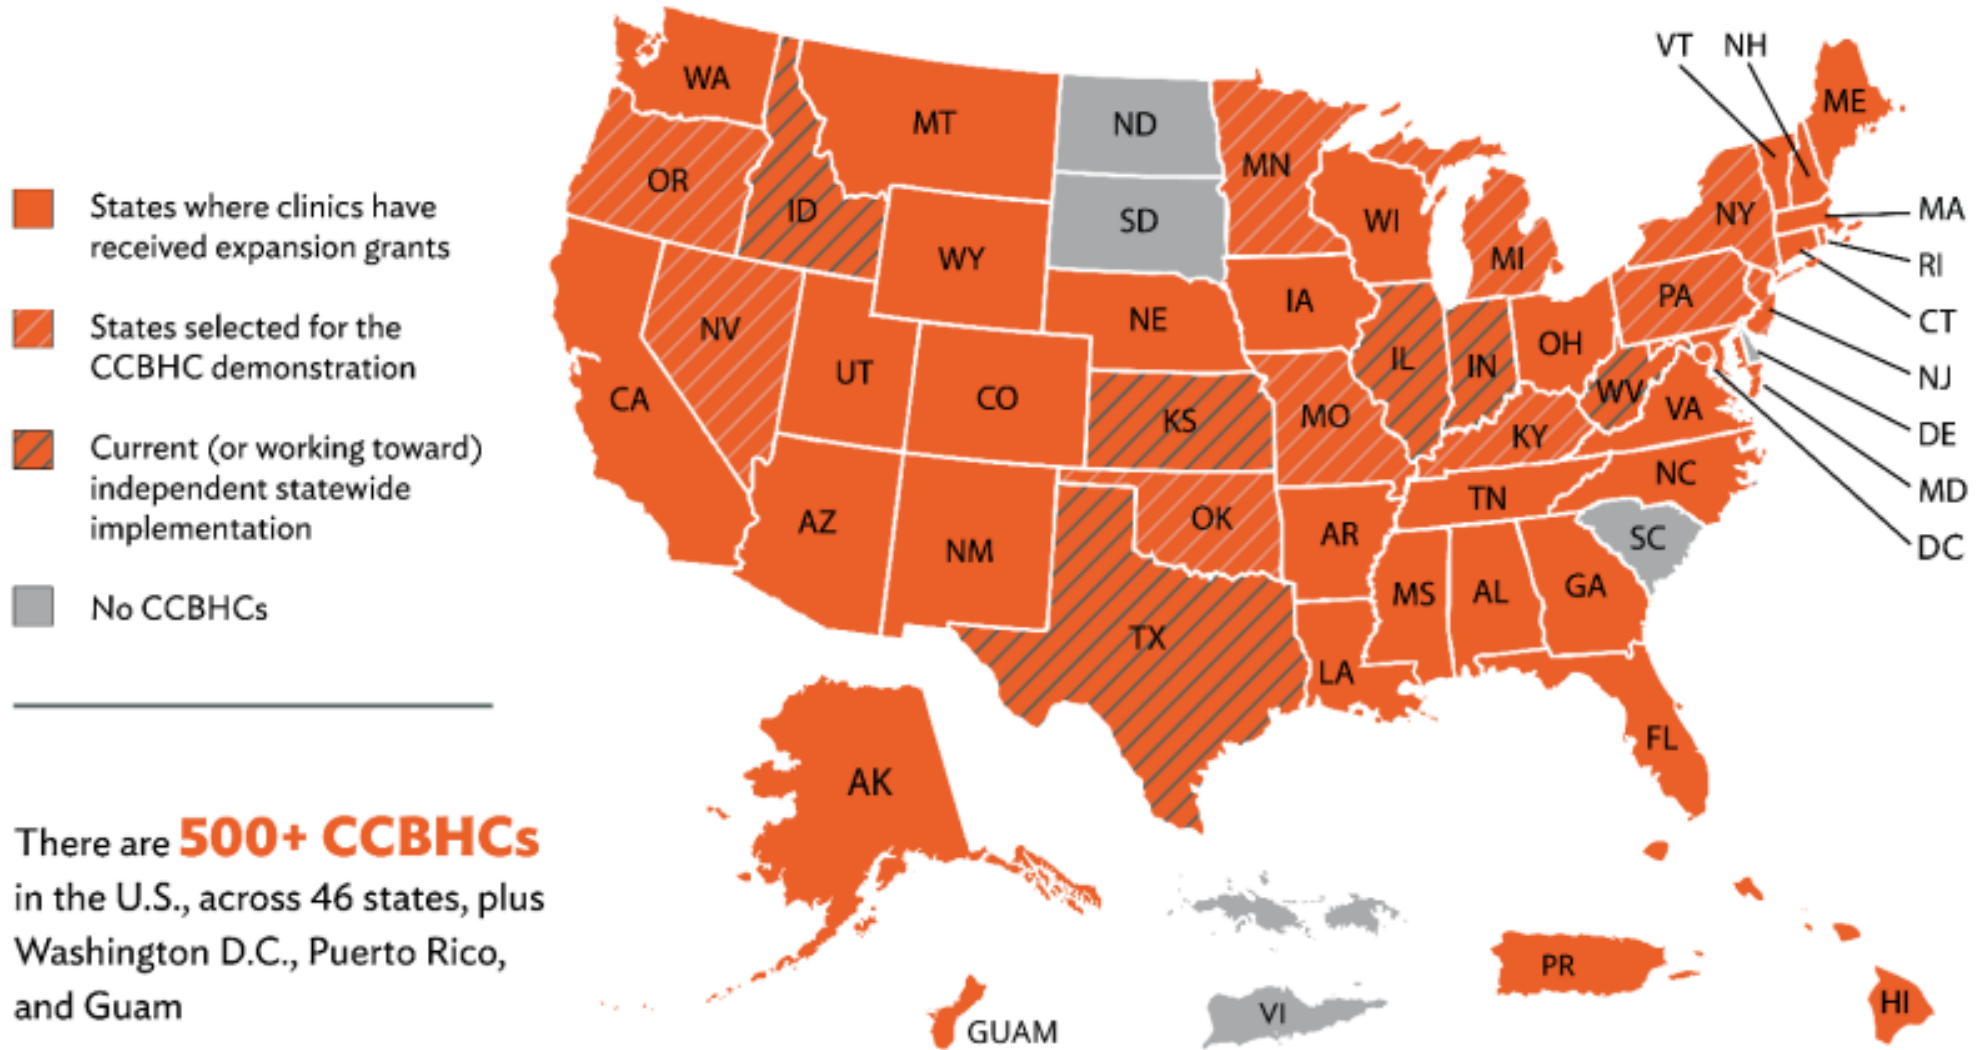 States where clinics have
received expansion grants
States selected for the
CCBHC demonstration
Current (or working toward)
independent statewide
implementation
No CCBHCs
There are 500+ CCBHCs
in the U.S., across 46 states, plus
Washington D.C., Puerto Rico,
and Guam
VT NH
WA
MT
ND
ME
OR
MN
ID
SD
WI
NY
MA
WY
MI
RI
NV
NE
IA
PA
CT
UT
IL
IN
OH
NJ
CA
CO
KS
MO
WV
VA
KY
DE
AZ
NM
OK
AR
TN
NC
MD
SC
DC
TX
MS
AL
GA
LA
FL
AK
GUAM
VI
PR
HI